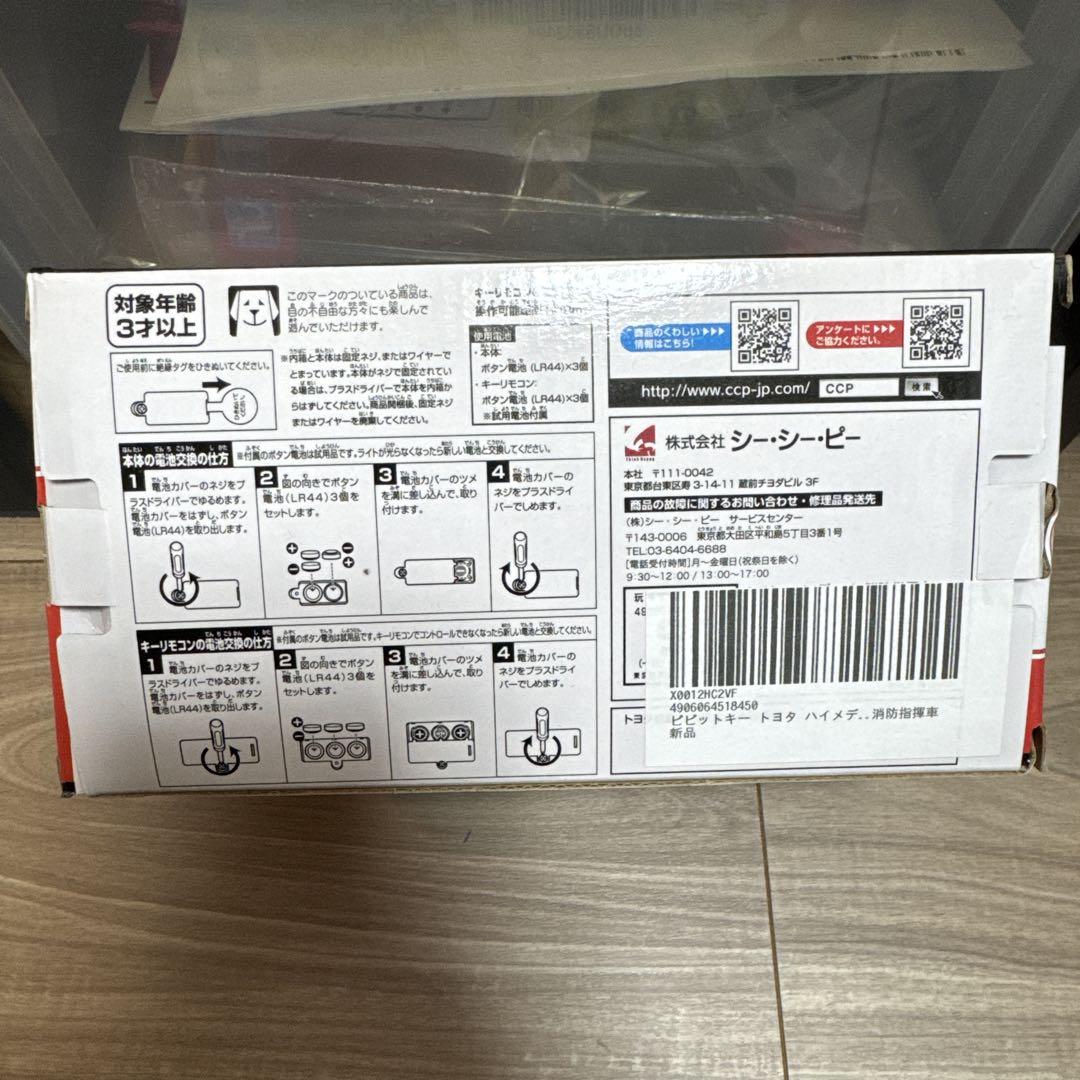 対象年齢
3才以上
このマークのついている商品は、
目の不自由な方々にも楽しんで
遊んでいただけます。
キーリモコン
操作可能距離
使用電池
・本体:
ボタン電池 (LR44)×3個
・キーリモコン:
ボタン電池 (LR44)×3個
※試用電池付属
ご使用前に絶縁タグをひきぬいてください。
※内箱と本体は固定ネジ、またはワイヤーで
とまっています。本体がネジで固定されてい
る場合は、プラスドライバーで本体を内箱か
らはずしてください。商品開梱後、固定ネジ
またはワイヤーを廃棄してください。
本体の電池交換の仕方 ※付属のボタン電池は試用品です。ライトが光らなくなったら新しい電池と交換してください。
1 電池カバーのネジをプ
ラスドライバーでゆるめます。
電池カバーをはずし、ボタン
電池(LR44)を取り出します。
2 図の向きでボタン
電池(LR44)3個を
セットします。
3 電池カバーのツメ
を溝に差し込んで、取り
付けます。
4 電池カバーの
ネジをプラスドライ
バーでしめます。
キーリモコンの電池交換の仕方 ※付属のボタン電池は試用品です。キーリモコンでコントロールできなくなったら新しい電池と交換してください。
1 電池カバーのネジをプ
ラスドライバーでゆるめます。
電池カバーをはずし、ボタン
電池(LR44)を取り出します。
2 図の向きでボタン
電池(LR44)3個を
セットします。
3 電池カバーのツメ
を溝に差し込んで、取り
付けます。
4 電池カバーの
ネジをプラスドライ
バーでしめます。
商品のくわしい
情報はこちら!
アンケートに
ご協力ください。
http://www.ccp-jp.com/ CCP 検索
株式会社 シー・シー・ピー
本社 〒111-0042
東京都台東区寿3-14-11 蔵前チヨダビル 3F
商品の故障に関するお問い合わせ・修理品発送先
(株)シー・シー・ピー サービスセンター
〒143-0006 東京都大田区平和島5丁目3番1号
TEL:03-6404-6688
[電話受付時間]月~金曜日(祝祭日を除く)
9:30~12:00 / 13:00~17:00
玩
49
トヨ
X0012HC2VF
4906064518450
ピピットキー トヨタ ハイメデ..消防指揮車
新品